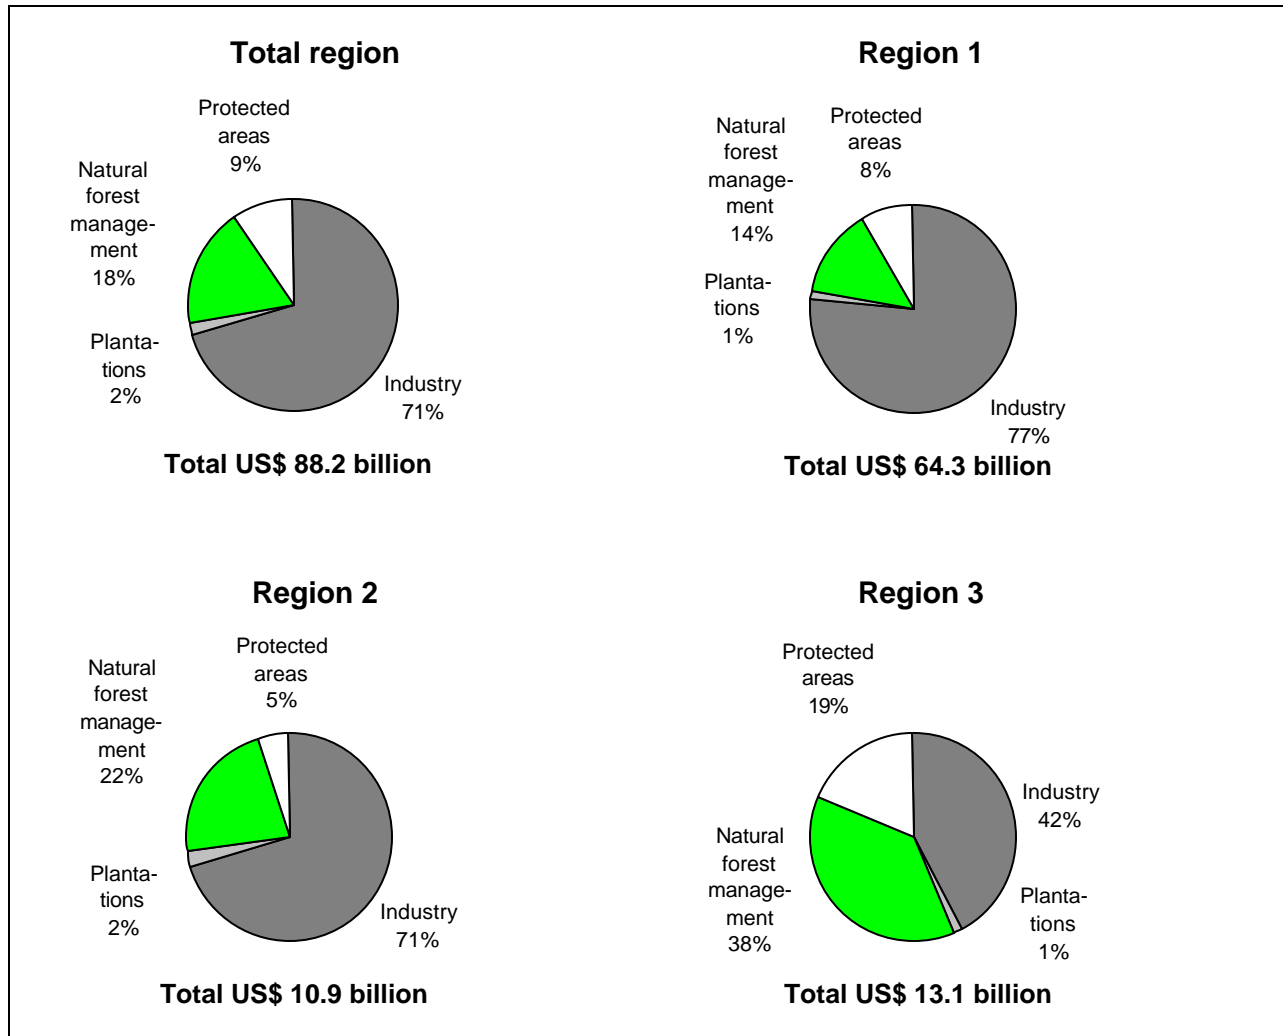 Total region
Protected
areas
9%
Natural
forest
manage-
ment
18%
Planta-
tions
2%
Industry
71%
Total US$ 88.2 billion
Region 1
Protected
areas
8%
Natural
forest
manage-
ment
14%
Planta-
tions
1%
Industry
77%
Total US$ 64.3 billion
Region 2
Protected
areas
5%
Natural
forest
manage-
ment
22%
Planta-
tions
2%
Industry
71%
Total US$ 10.9 billion
Region 3
Protected
areas
19%
Industry
42%
Natural
forest
manage-
ment
38%
Planta-
tions
1%
Total US$ 13.1 billion